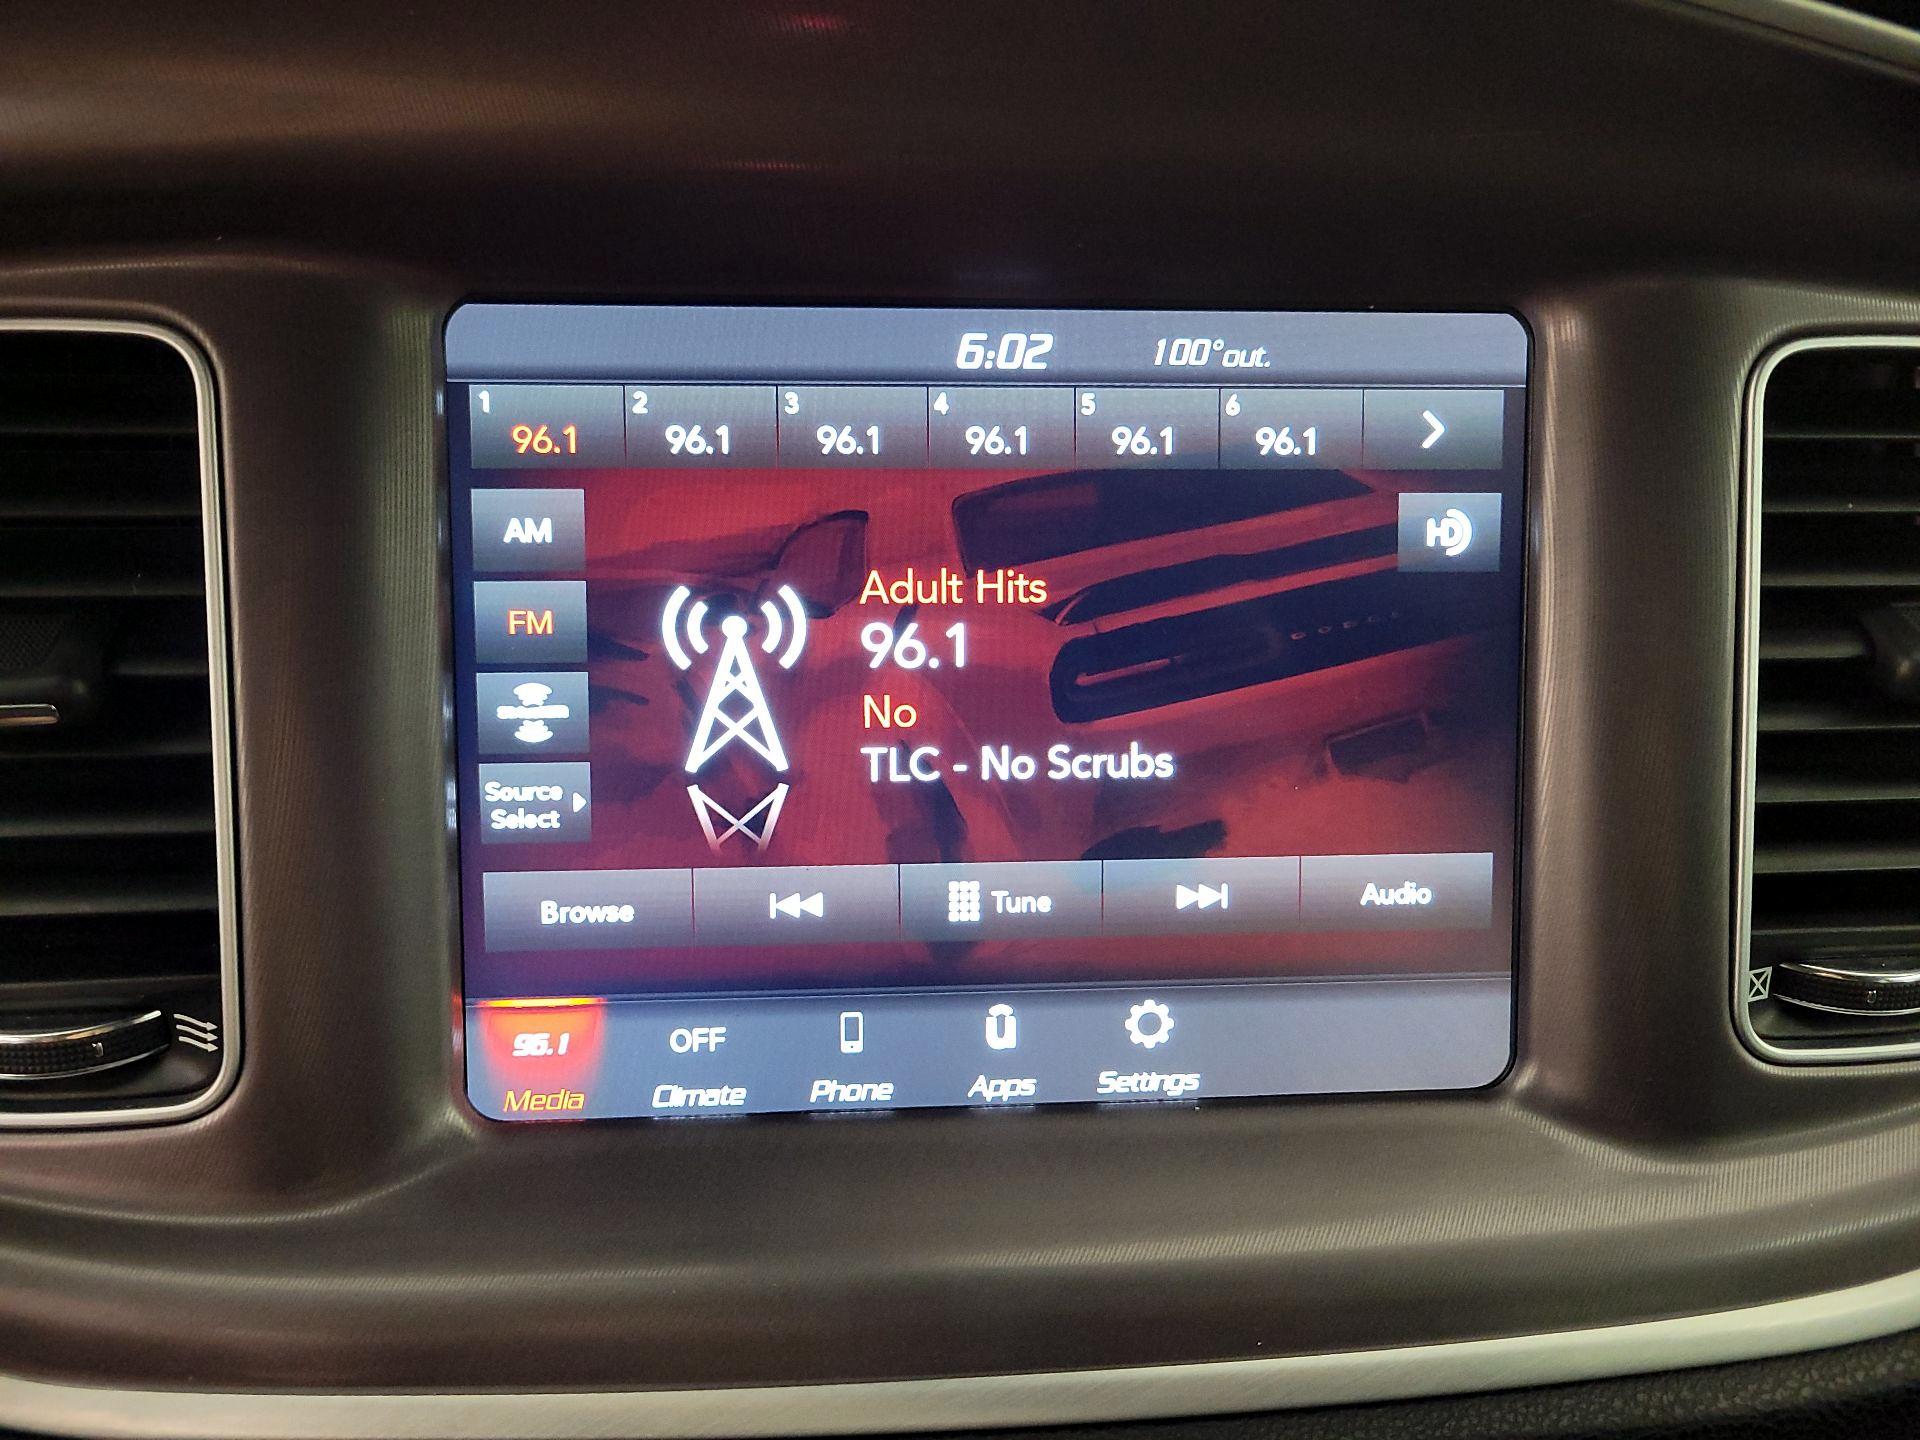 6:02 100°out.
1 2 3 4 5 6
96.1 96.1 96.1 96.1 96.1 96.1
AM
HD
FM
Adult Hits
96.1
No
TLC - No Scrubs
Source
Select
Browse Tune Audio
96.1 OFF
Media Climate Phone Apps Settings